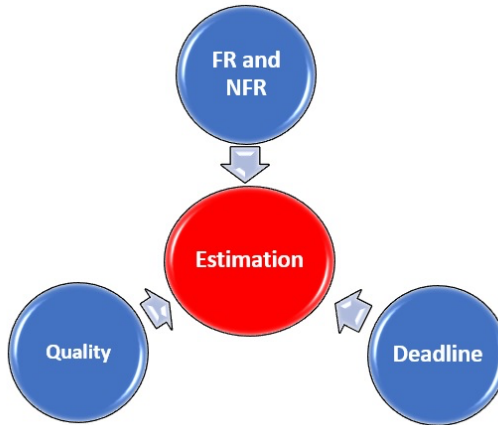 FR and
NFR
Estimation
Quality
Deadline